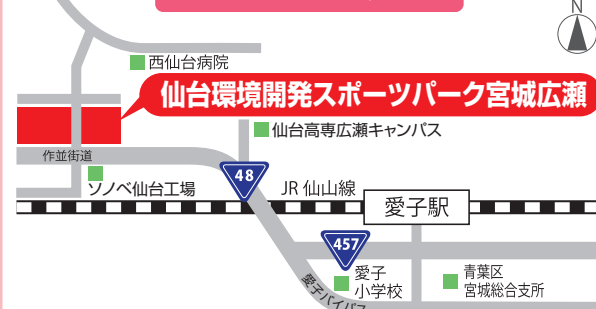 N
西仙台病院
仙台環境開発スポーツパーク宮城広瀬
仙台高専広瀬キャンパス
作並街道
ソノベ仙台工場
48
JR仙山線
愛子駅
457
愛子
小学校
青葉区
宮城総合支所
愛子バイパス